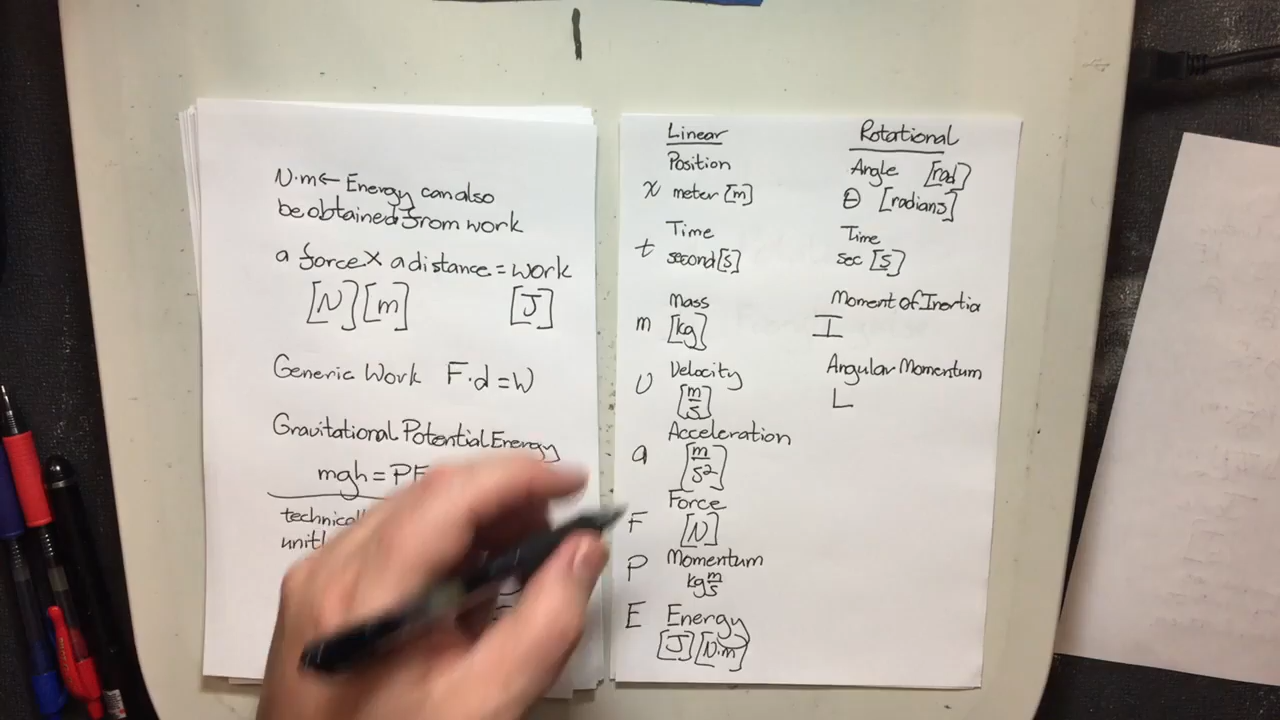 N·m ← Energy can also
be obtained from work
a force x a distance = work
[N][m] [J]
Generic Work F·d = W
Gravitational Potential Energy
mgh = PE
Linear
Position
x meter [m]
Time
t second [s]
Mass
m [kg]
Velocity
v [m/s]
Acceleration
a [m/s²]
Force
F [N]
P Momentum
kg m/s
E Energy
[J] [N·m]
Rotational
Angle [rad]
θ [radians]
Time
sec [s]
Moment of Inertia
I
Angular Momentum
L